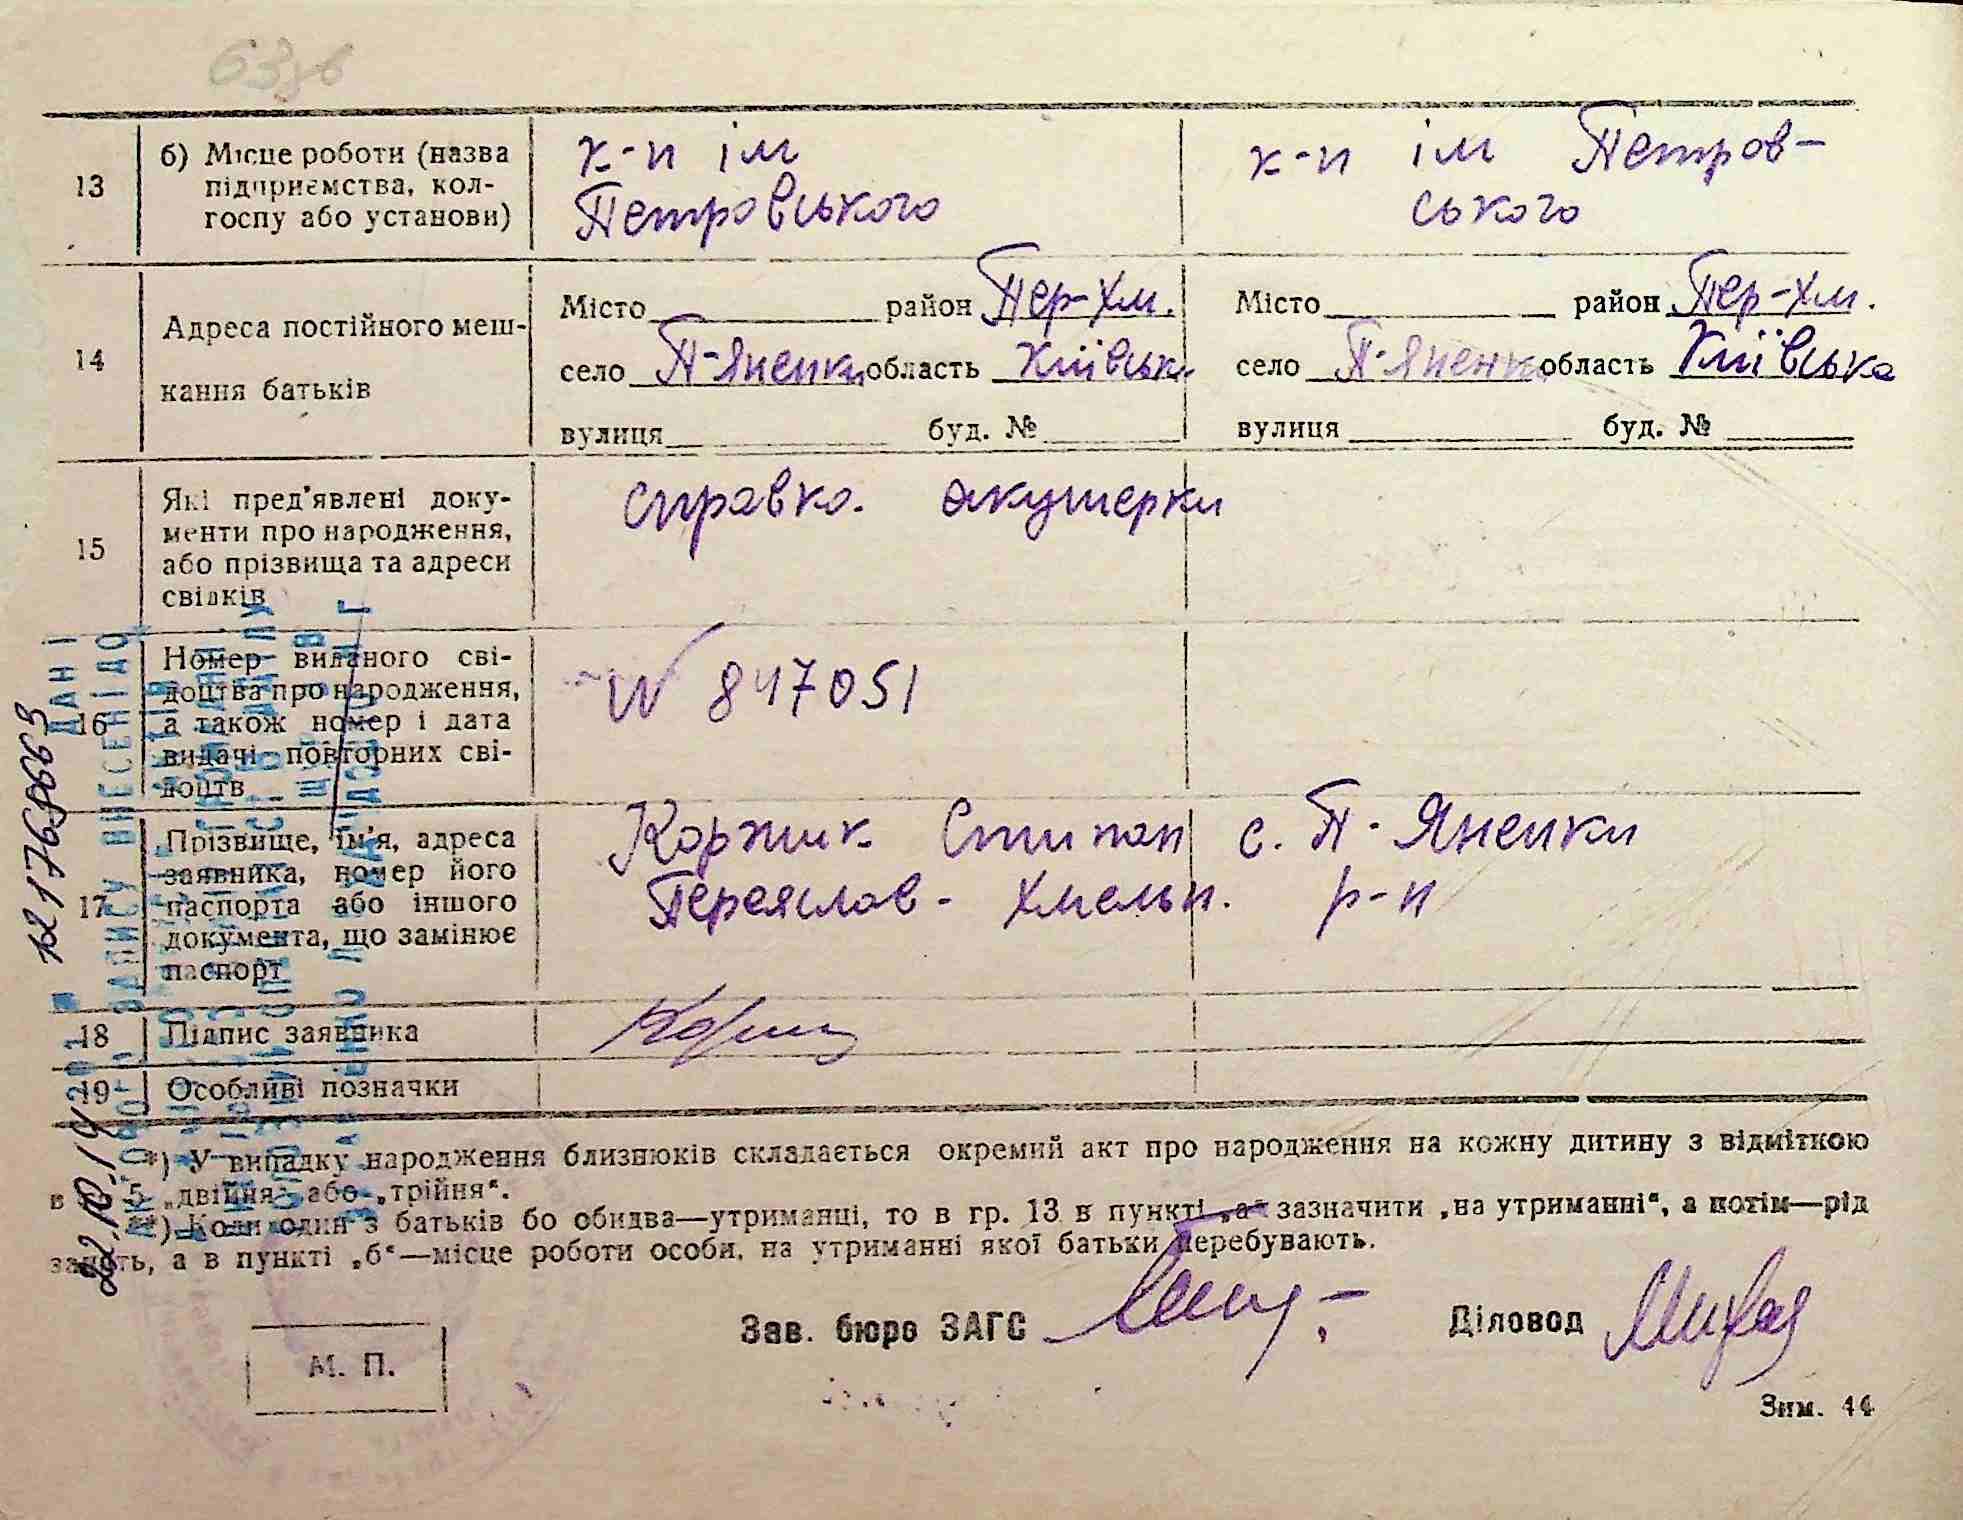 13
б) Місце роботи (назва
підприємства, кол-
госпу або установи)
к-п ім
Петровського
к-п ім Петров-
ського
14
Адреса постійного меш-
кання батьків
Місто район Пер-Хм.
село П-Яненки область Київськ.
вулиця буд. №
Місто район Пер-Хм.
село П-Яненки область Київська
вулиця буд. №
15
Які пред'явлені доку-
менти про народження,
або прізвища та адреси
свідків
справка акушерки
16
Номер виданого сві-
доцтва про народження,
а також номер і дата
видачі повторних сві-
доцтв
N 847051
17
Прізвище, ім'я, адреса
заявника, номер його
паспорта або іншого
документа, що замінює
паспорт
Коржик Стипан с. П-Яненки
Переяслав-Хмельн. р-н
18
Підпис заявника
19
Особливі позначки
*) У випадку народження близнюків складається окремий акт про народження на кожну дитину з відміткою
в 5 „двійня" або „трійня".
**) Коли один з батьків бо обидва—утриманці, то в гр. 13 в пункті „а" зазначити „на утриманні", а потім—рід
занять, а в пункті „б"—місце роботи особи, на утриманні якої батьки перебувають.
Зав. бюро ЗАГС
Діловод
М. П.
Зим. 44